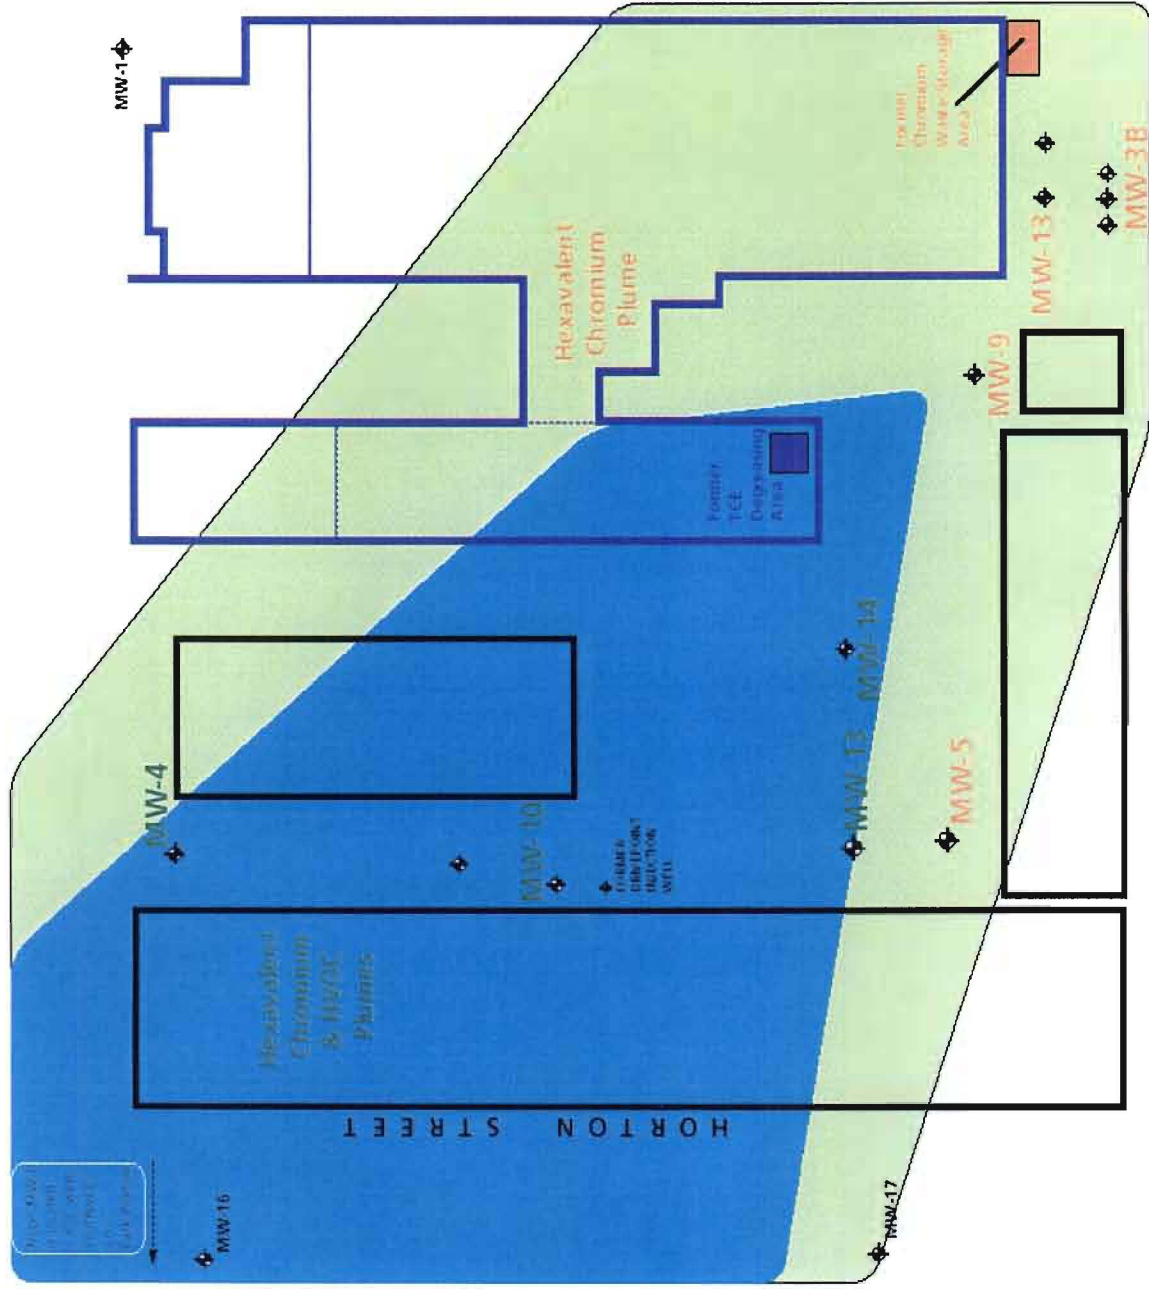 MW-1
Former
Chromium
Waste Storage
Area
Hexavalent
Chromium
Plume
MW-13
MW-3B
MW-9
Former
TCE
Degreasing
Area
MW-4
MW-14
MW-13
MW-5
MW-10
FORMER
DRIVEPOINT
INJECTION
WELL
Hexavalent
Chromium
& HVOC
Plumes
HORTON STREET
MW-16
MW-17